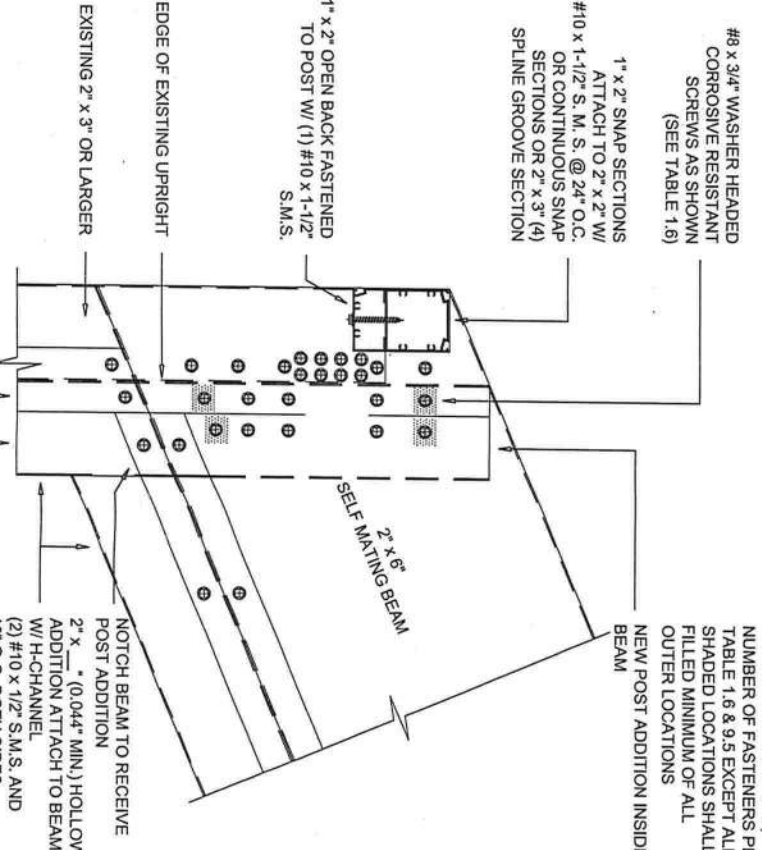 #8 x 3/4" WASHER HEADED
CORROSIVE RESISTANT
SCREWS AS SHOWN
(SEE TABLE 1.6)
1" x 2" SNAP SECTIONS
ATTACH TO 2" x 2" W/
#10 x 1-1/2" S. M. S. @ 24" O.C.
OR CONTINUOUS SNAP
SECTIONS OR 2" x 3" (4)
SPLINE GROOVE SECTION
1" x 2" OPEN BACK FASTENED
TO POST W/ (1) #10 x 1-1/2"
S.M.S.
EDGE OF EXISTING UPRIGHT
EXISTING 2" x 3" OR LARGER
NUMBER OF FASTENERS
TABLE 1.6 & 9.5 EXCEPT
SHADED LOCATIONS
FILLED MINIMUM OF ALL
OUTER LOCATIONS
NEW POST ADDITION
BEAM
2" x 6"
SELF MATING BEAM
NOTCH BEAM TO RECEIVE
POST ADDITION
2" x __" (0.044" MIN.) HOLLOW
ADDITION ATTACH TO BEAM
W/ H-CHANNEL
(2) #10 x 1/2" S.M.S. AND